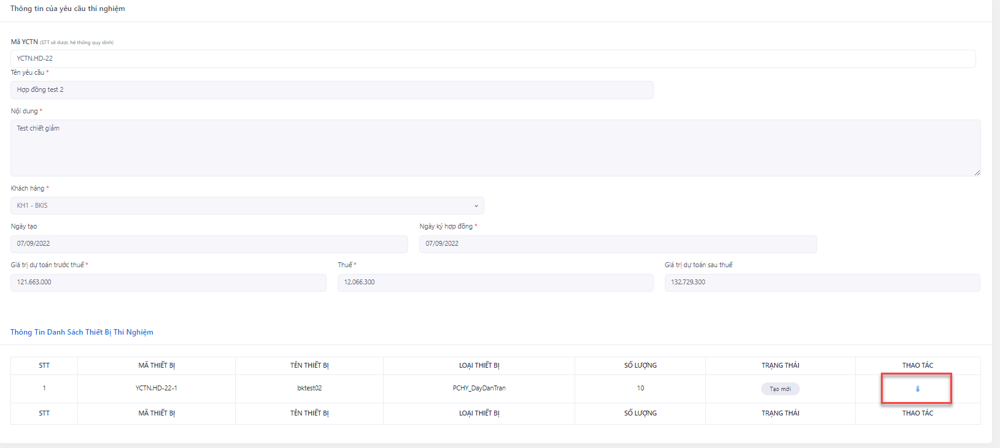 Thông tin của yêu cầu thí nghiệm
Mã YCTN (STT sẽ được hệ thống quy định)
YCTN.HD-22
Tên yêu cầu *
Hợp đồng test 2
Nội dung *
Test chiết giảm
Khách hàng *
KH1 - BKIS
Ngày tạo
Ngày ký hợp đồng *
07/09/2022
07/09/2022
Giá trị dự toán trước thuế *
Thuế *
Giá trị dự toán sau thuế
121.663.000
12.066.300
132.729.300
Thông Tin Danh Sách Thiết Bị Thí Nghiệm
STT MÃ THIẾT BỊ TÊN THIẾT BỊ LOẠI THIẾT BỊ SỐ LƯỢNG TRẠNG THÁI THAO TÁC
1 YCTN.HD-22-1 bktest02 PCHY_DayDanTran 10 Tạo mới
STT MÃ THIẾT BỊ TÊN THIẾT BỊ LOẠI THIẾT BỊ SỐ LƯỢNG TRẠNG THÁI THAO TÁC